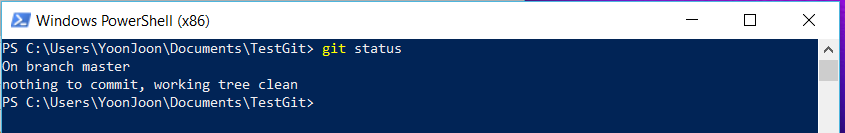 Windows PowerShell (x86)
PS C:\Users\YoonJoon\Documents\TestGit> git status
On branch master
nothing to commit, working tree clean
PS C:\Users\YoonJoon\Documents\TestGit>